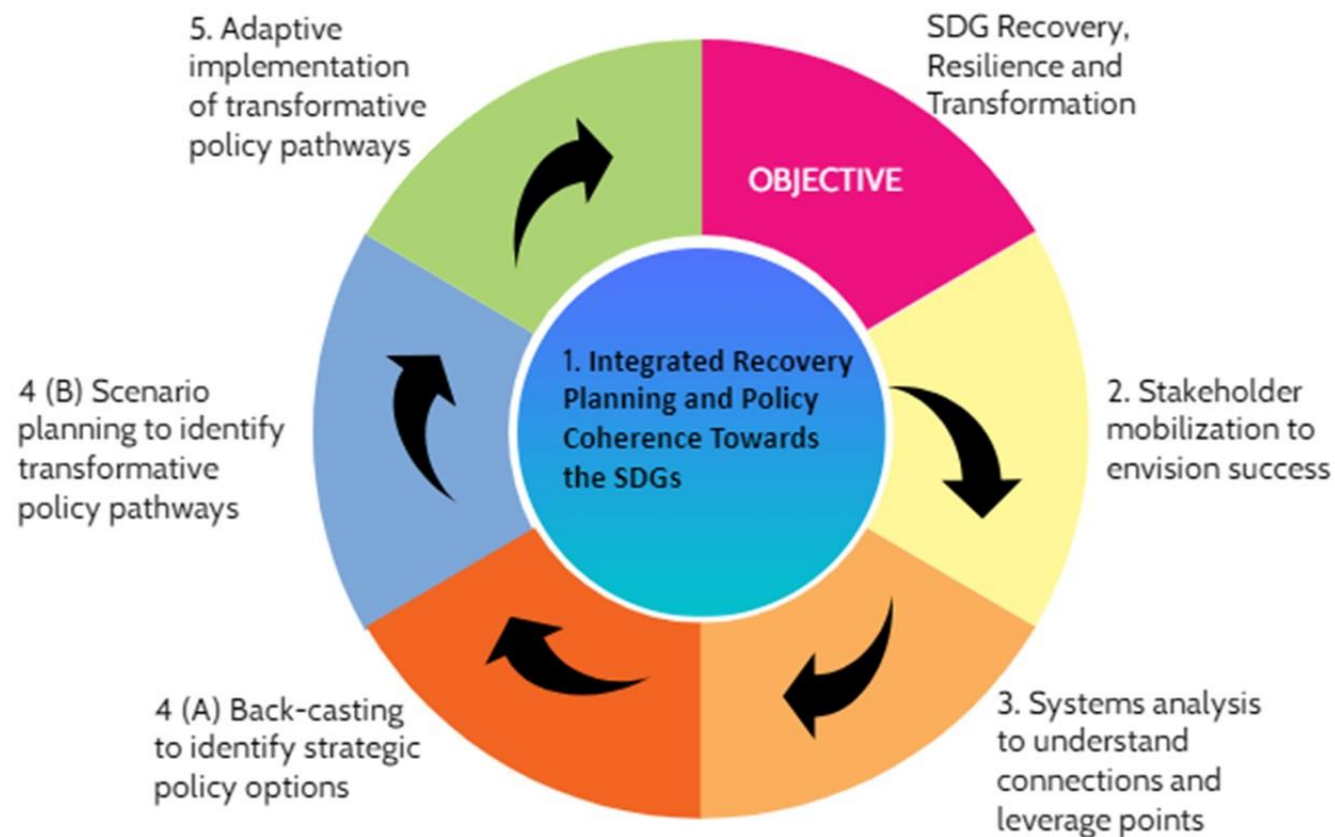 SDG Recovery,
Resilience and
Transformation
OBJECTIVE
1. Integrated Recovery
Planning and Policy
Coherence Towards
the SDGs
2. Stakeholder
mobilization to
envision success
3. Systems analysis
to understand
connections and
leverage points
4 (A) Back-casting
to identify strategic
policy options
4 (B) Scenario
planning to identify
transformative
policy pathways
5. Adaptive
implementation
of transformative
policy pathways